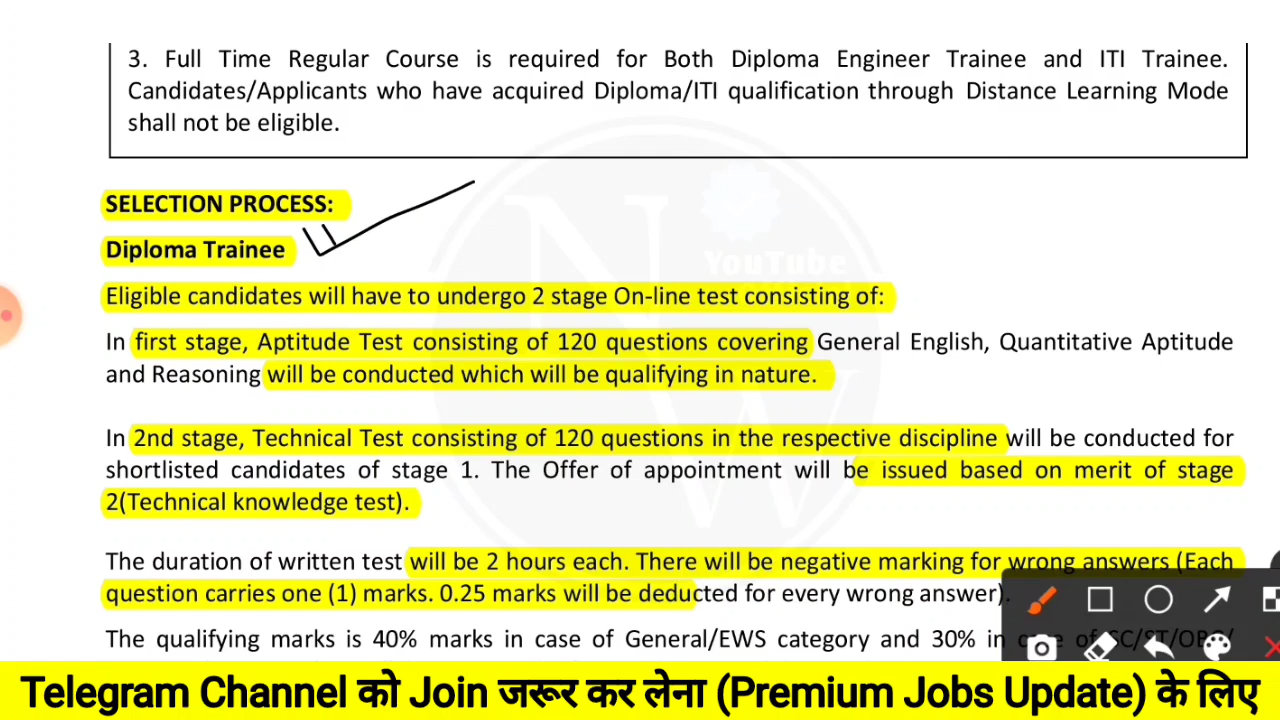 3. Full Time Regular Course is required for Both Diploma Engineer Trainee and ITI Trainee.
Candidates/Applicants who have acquired Diploma/ITI qualification through Distance Learning Mode
shall not be eligible.
SELECTION PROCESS:
Diploma Trainee
YouTube
Eligible candidates will have to undergo 2 stage On-line test consisting of:
In first stage, Aptitude Test consisting of 120 questions covering General English, Quantitative Aptitude
and Reasoning will be conducted which will be qualifying in nature.
In 2nd stage, Technical Test consisting of 120 questions in the respective discipline will be conducted for
shortlisted candidates of stage 1. The Offer of appointment will be issued based on merit of stage
2(Technical knowledge test).
The duration of written test will be 2 hours each. There will be negative marking for wrong answers (Each
question carries one (1) marks. 0.25 marks will be deducted for every wrong answer).
The qualifying marks is 40% marks in case of General/EWS category and 30% in case of SC/ST/OBC/
Telegram Channel को Join जरूर कर लेना (Premium Jobs Update) के लिए